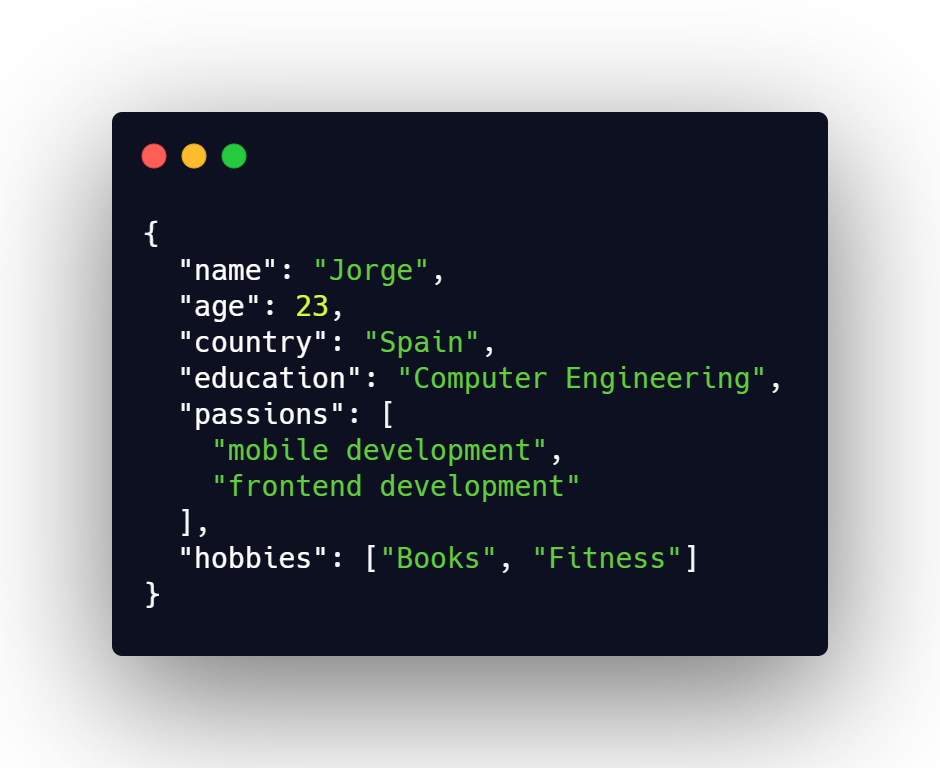 {
  "name": "Jorge",
  "age": 23,
  "country": "Spain",
  "education": "Computer Engineering",
  "passions": [
    "mobile development",
    "frontend development"
  ],
  "hobbies": ["Books", "Fitness"]
}